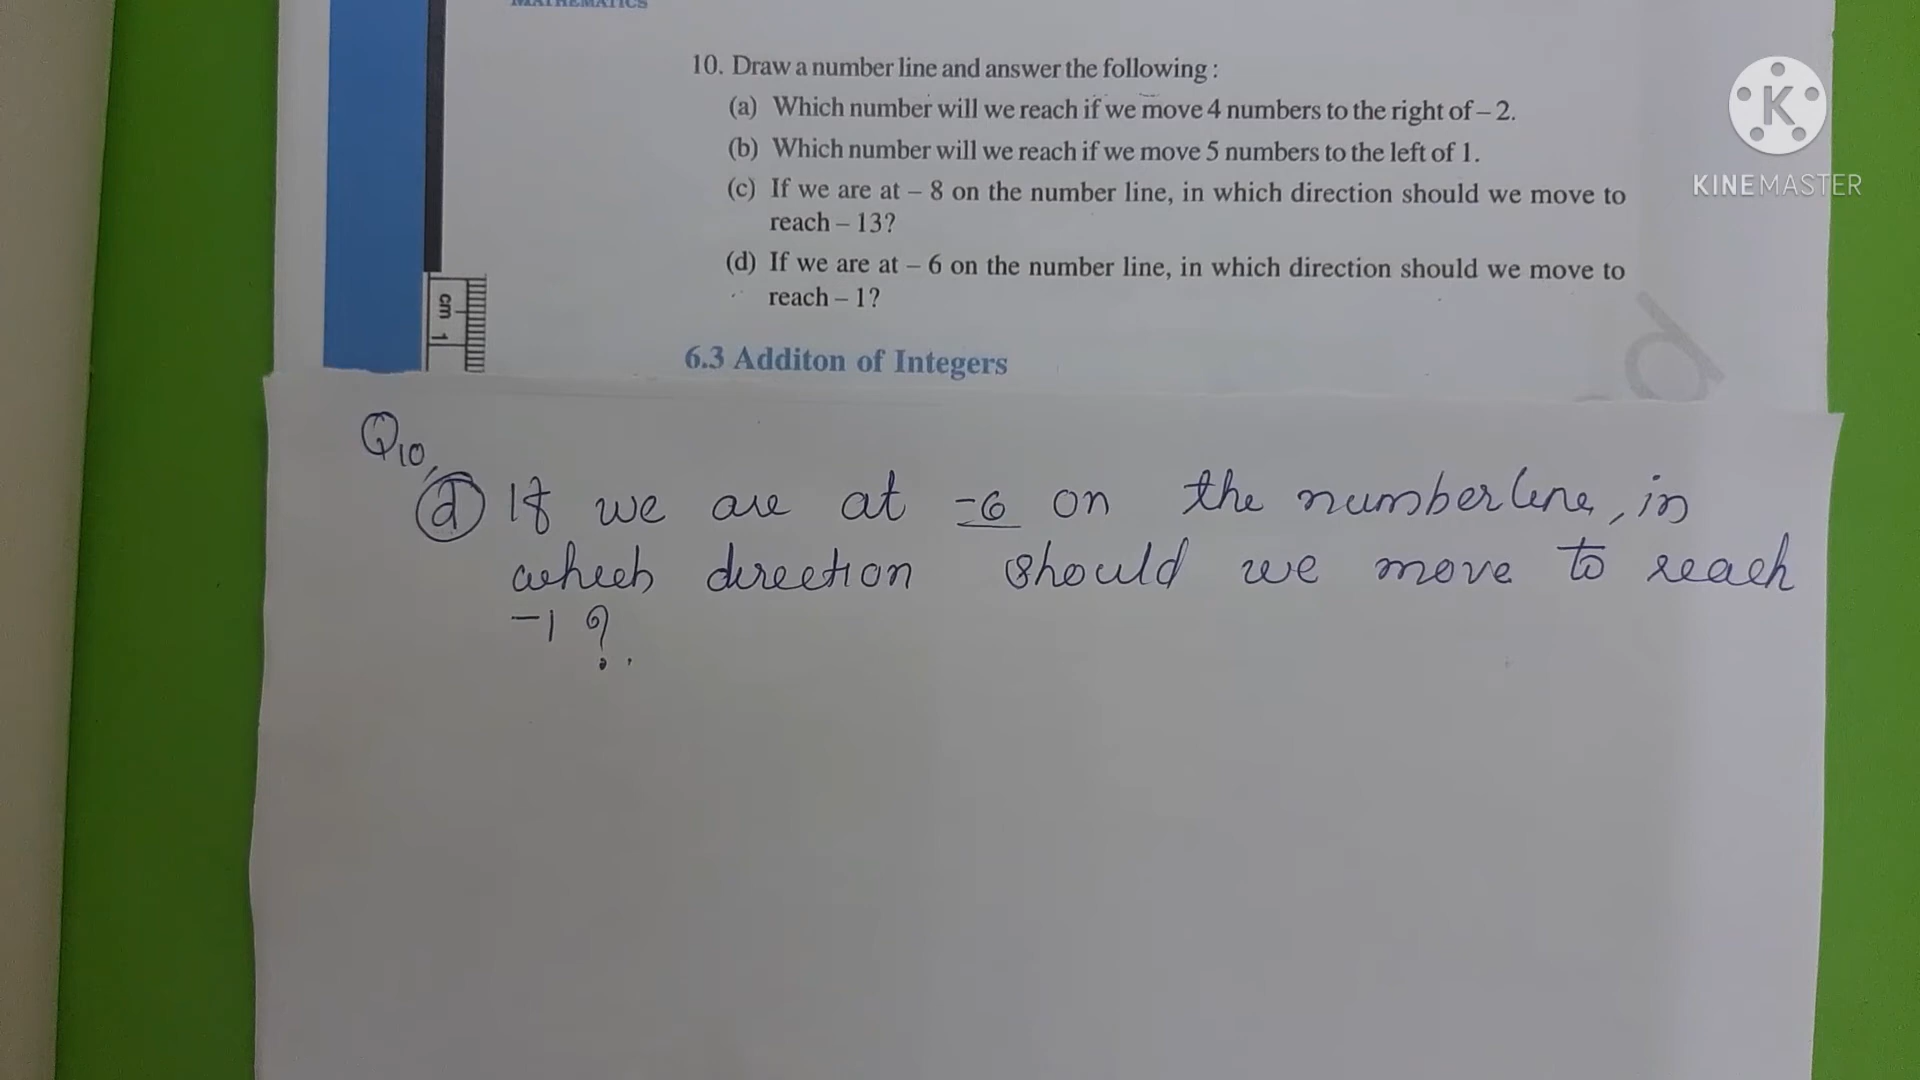 MATHEMATICS
10. Draw a number line and answer the following :
(a) Which number will we reach if we move 4 numbers to the right of – 2.
(b) Which number will we reach if we move 5 numbers to the left of 1.
(c) If we are at – 8 on the number line, in which direction should we move to
reach – 13?
(d) If we are at – 6 on the number line, in which direction should we move to
reach – 1?
6.3 Additon of Integers
cm 1
KINEMASTER
Q10,
(d) If we are at -6 on the number line, in
which direction should we move to reach
-1 ?